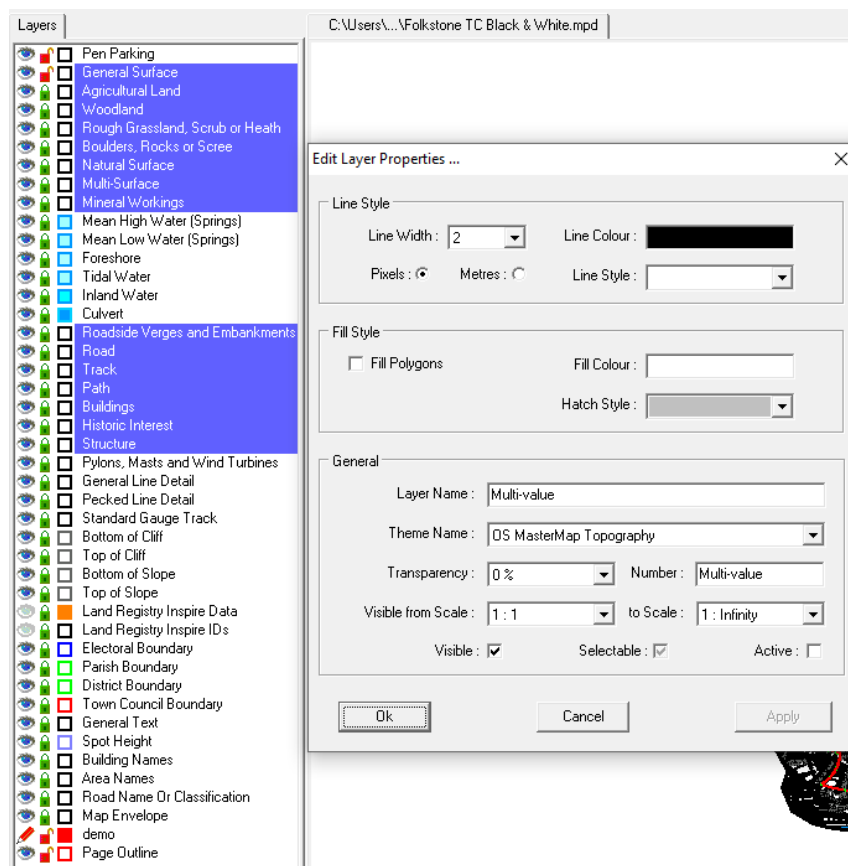 Layers
C:\Users\...\Folkstone TC Black & White.mpd
Pen Parking
General Surface
Agricultural Land
Woodland
Rough Grassland, Scrub or Heath
Boulders, Rocks or Scree
Natural Surface
Multi-Surface
Mineral Workings
Mean High Water (Springs)
Mean Low Water (Springs)
Foreshore
Tidal Water
Inland Water
Culvert
Roadside Verges and Embankments
Road
Track
Path
Buildings
Historic Interest
Structure
Pylons, Masts and Wind Turbines
General Line Detail
Pecked Line Detail
Standard Gauge Track
Bottom of Cliff
Top of Cliff
Bottom of Slope
Top of Slope
Land Registry Inspire Data
Land Registry Inspire IDs
Electoral Boundary
Parish Boundary
District Boundary
Town Council Boundary
General Text
Spot Height
Building Names
Area Names
Road Name Or Classification
Map Envelope
demo
Page Outline
Edit Layer Properties ...
Line Style
Line Width : 2 Line Colour :
Pixels : Metres : Line Style :
Fill Style
Fill Polygons Fill Colour :
Hatch Style :
General
Layer Name : Multi-value
Theme Name : OS MasterMap Topography
Transparency : 0 % Number : Multi-value
Visible from Scale : 1 : 1 to Scale : 1 : Infinity
Visible : Selectable : Active :
Ok Cancel Apply